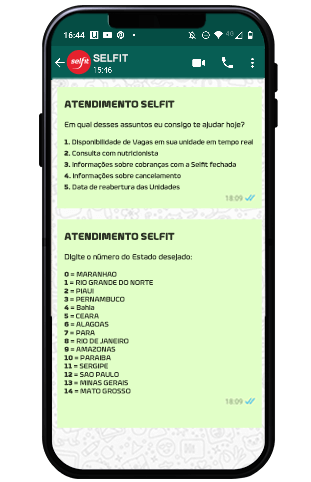 16:44
4G
selfit
SELFIT
15:46
ATENDIMENTO SELFIT
Em qual desses assuntos eu consigo te ajudar hoje?
1. Disponibilidade de Vagas em sua unidade em tempo real
2. Consulta com nutricionista
3. Informações sobre cobranças com a Selfit fechada
4. Informações sobre cancelamento
5. Data de reabertura das Unidades
18:09
ATENDIMENTO SELFIT
Digite o número do Estado desejado:
0 = MARANHAO
1 = RIO GRANDE DO NORTE
2 = PIAUI
3 = PERNAMBUCO
4 = Bahia
5 = CEARA
6 = ALAGOAS
7 = PARA
8 = RIO DE JANEIRO
9 = AMAZONAS
10 = PARAIBA
11 = SERGIPE
12 = SAO PAULO
13 = MINAS GERAIS
14 = MATO GROSSO
18:09